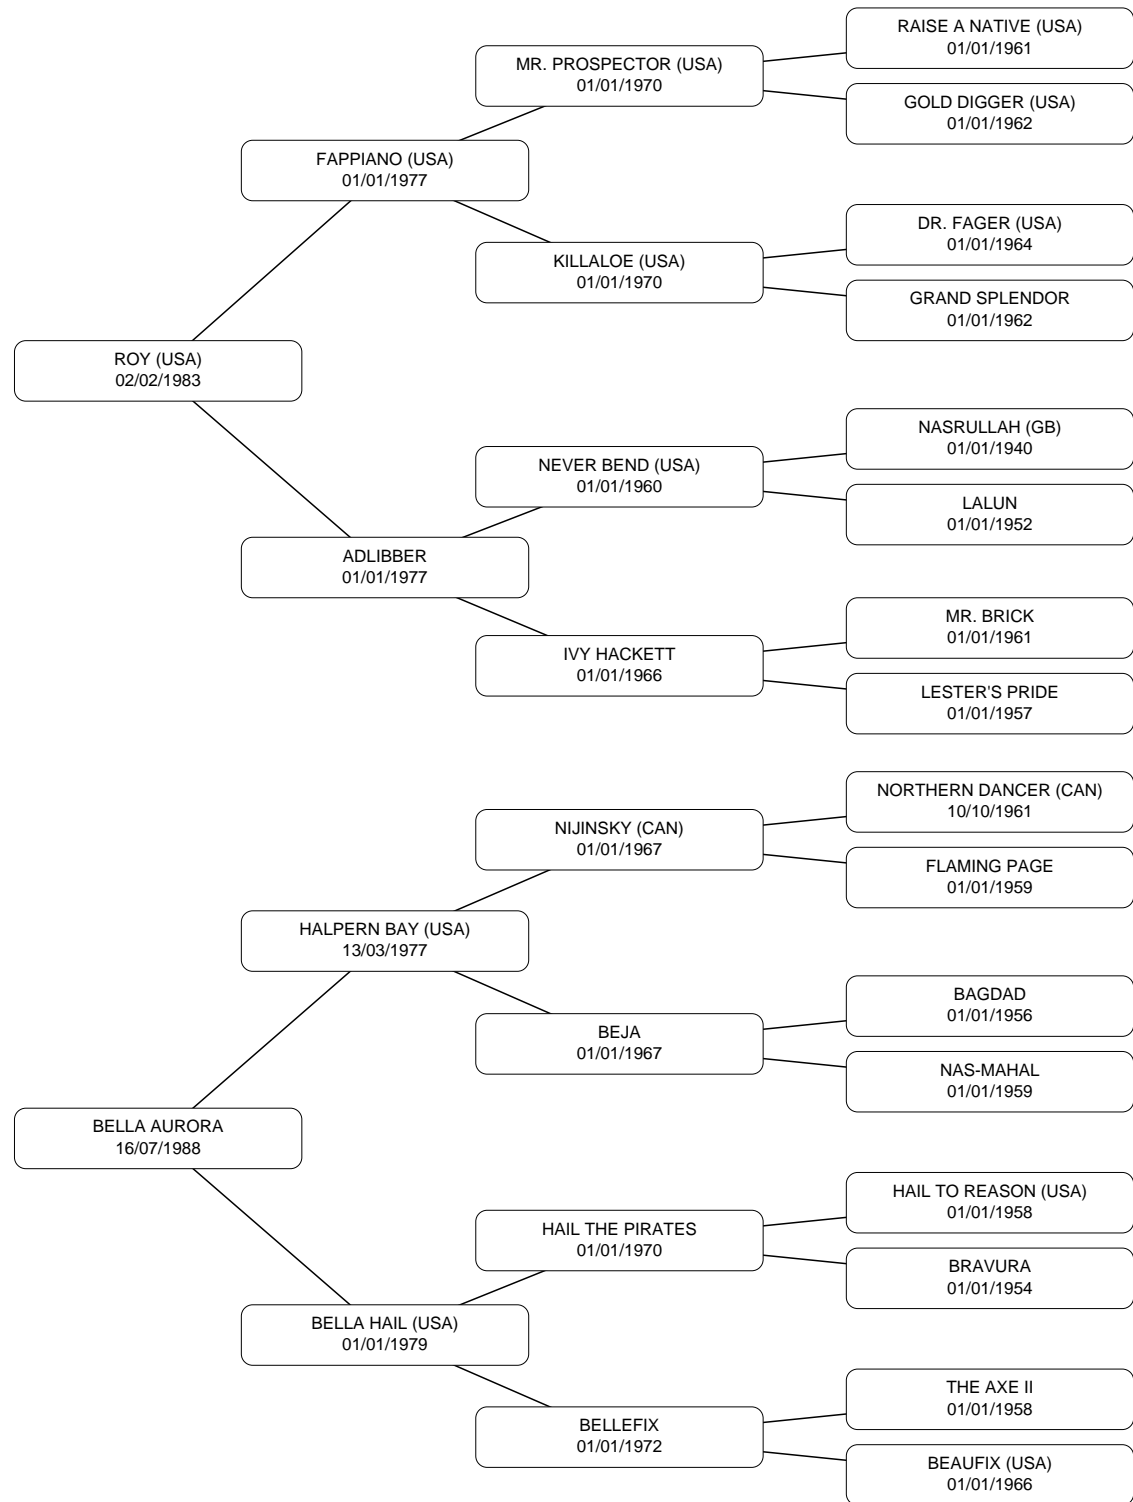 RAISE A NATIVE (USA)
01/01/1961
MR. PROSPECTOR (USA)
01/01/1970
GOLD DIGGER (USA)
01/01/1962
FAPPIANO (USA)
01/01/1977
DR. FAGER (USA)
01/01/1964
KILLALOE (USA)
01/01/1970
GRAND SPLENDOR
01/01/1962
ROY (USA)
02/02/1983
NASRULLAH (GB)
01/01/1940
NEVER BEND (USA)
01/01/1960
LALUN
01/01/1952
ADLIBBER
01/01/1977
MR. BRICK
01/01/1961
IVY HACKETT
01/01/1966
LESTER'S PRIDE
01/01/1957
NORTHERN DANCER (CAN)
10/10/1961
NIJINSKY (CAN)
01/01/1967
FLAMING PAGE
01/01/1959
HALPERN BAY (USA)
13/03/1977
BAGDAD
01/01/1956
BEJA
01/01/1967
NAS-MAHAL
01/01/1959
BELLA AURORA
16/07/1988
HAIL TO REASON (USA)
01/01/1958
HAIL THE PIRATES
01/01/1970
BRAVURA
01/01/1954
BELLA HAIL (USA)
01/01/1979
THE AXE II
01/01/1958
BELLEFIX
01/01/1972
BEAUFIX (USA)
01/01/1966